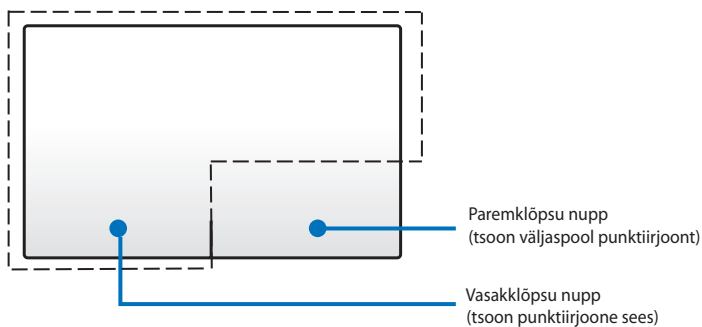 Paremklõpsu nupp
(tsoon väljaspool punktiirjoont)
Vasakklõpsu nupp
(tsoon punktiirjoone sees)